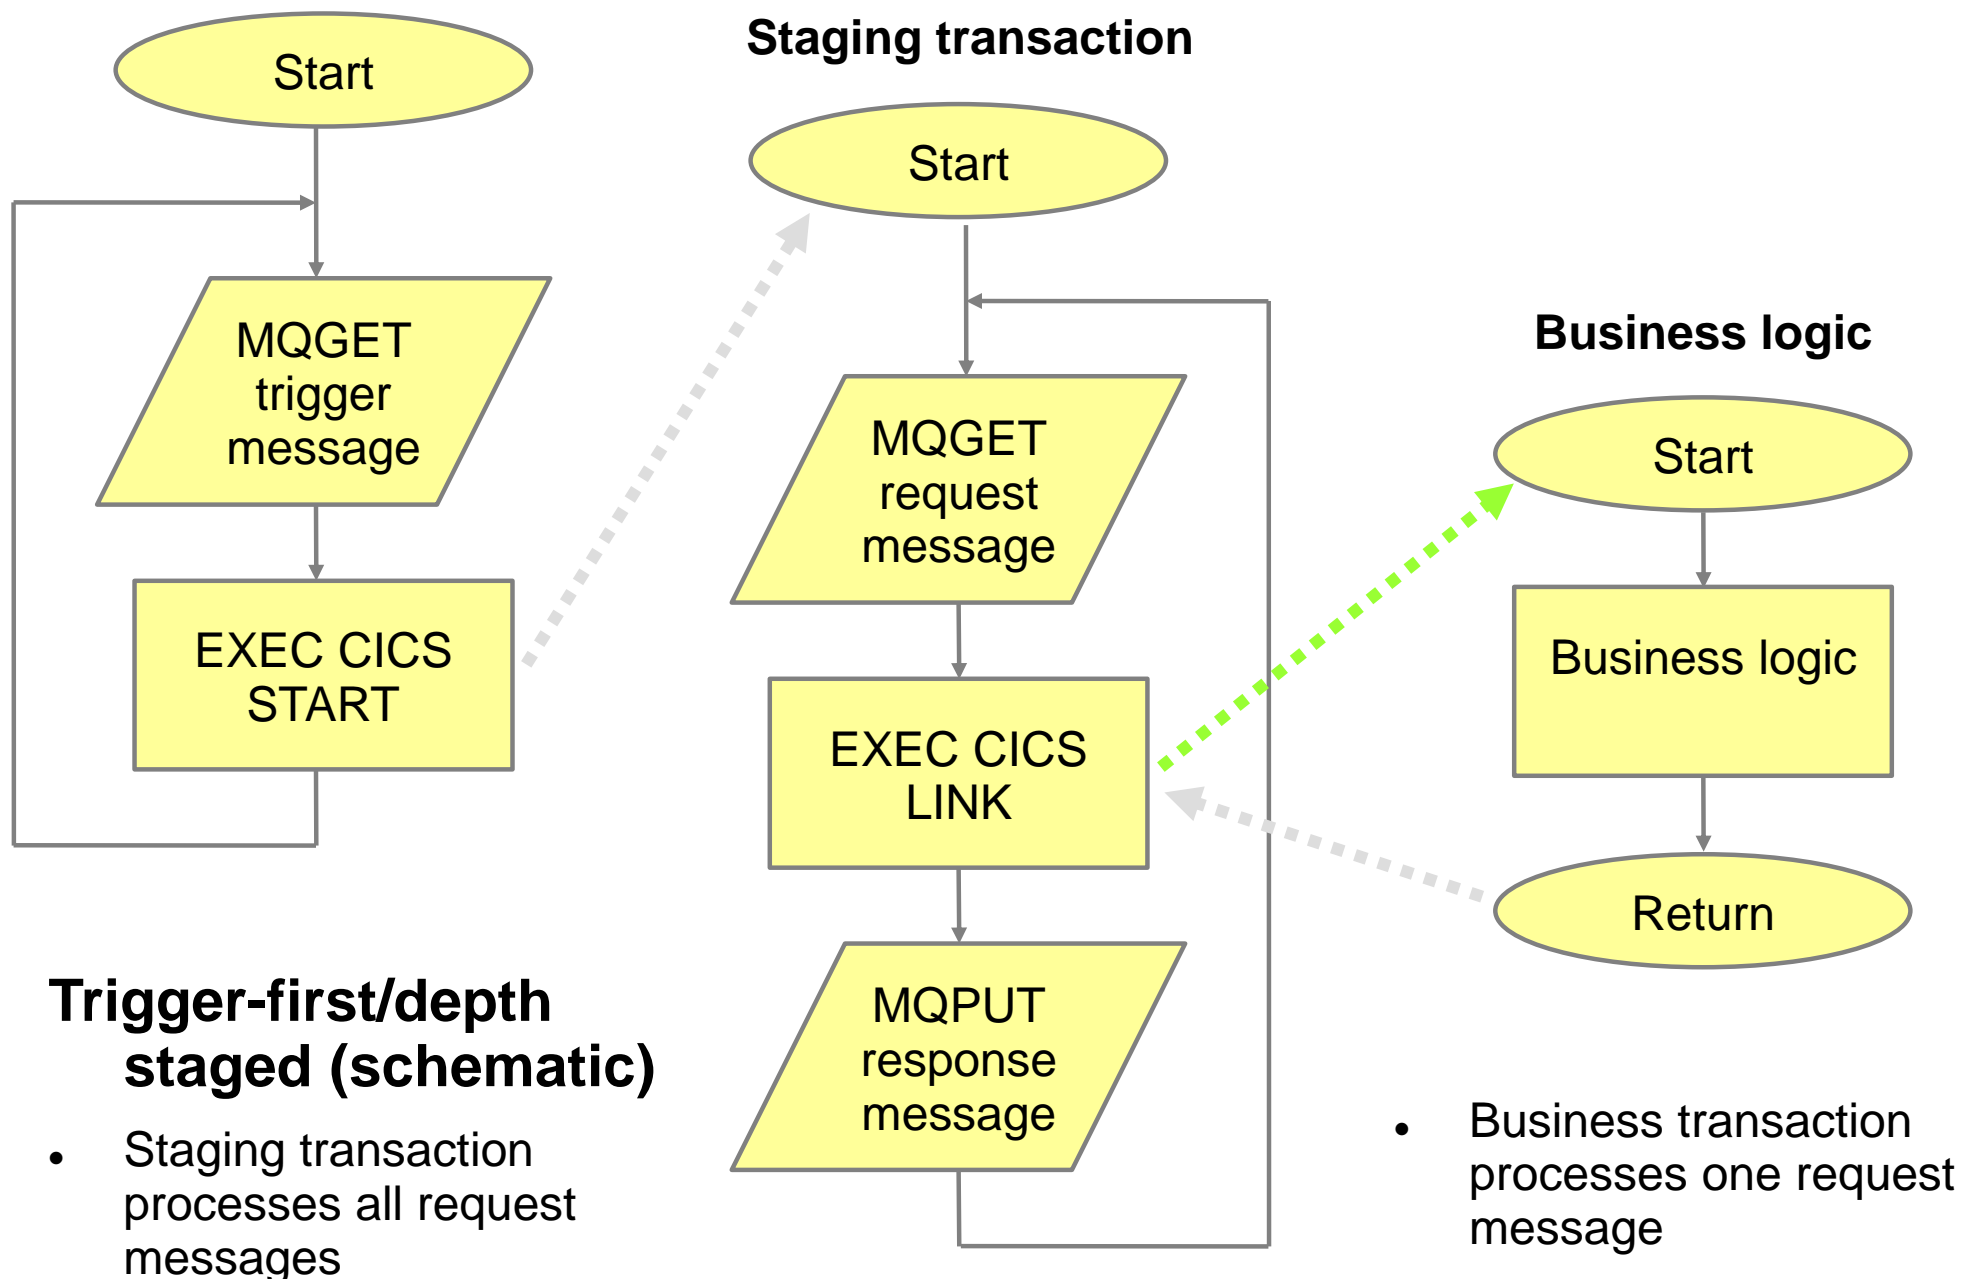 Start
MQGET
trigger
message
EXEC CICS
START
Trigger-first/depth
staged (schematic)
• Staging transaction
processes all request
messages
Staging transaction
Start
MQGET
request
message
EXEC CICS
LINK
MQPUT
response
message
Business logic
Start
Business logic
Return
• Business transaction
processes one request
message